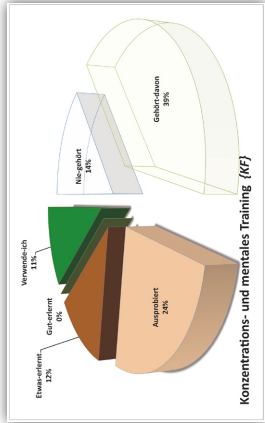 Verwende-ich
11%
Gut-erlernt
0%
Etwas-erlernt
12%
Ausprobiert
24%
Nie-gehört
14%
Gehört-davon
39%
Konzentrations- und mentales Training {KF}